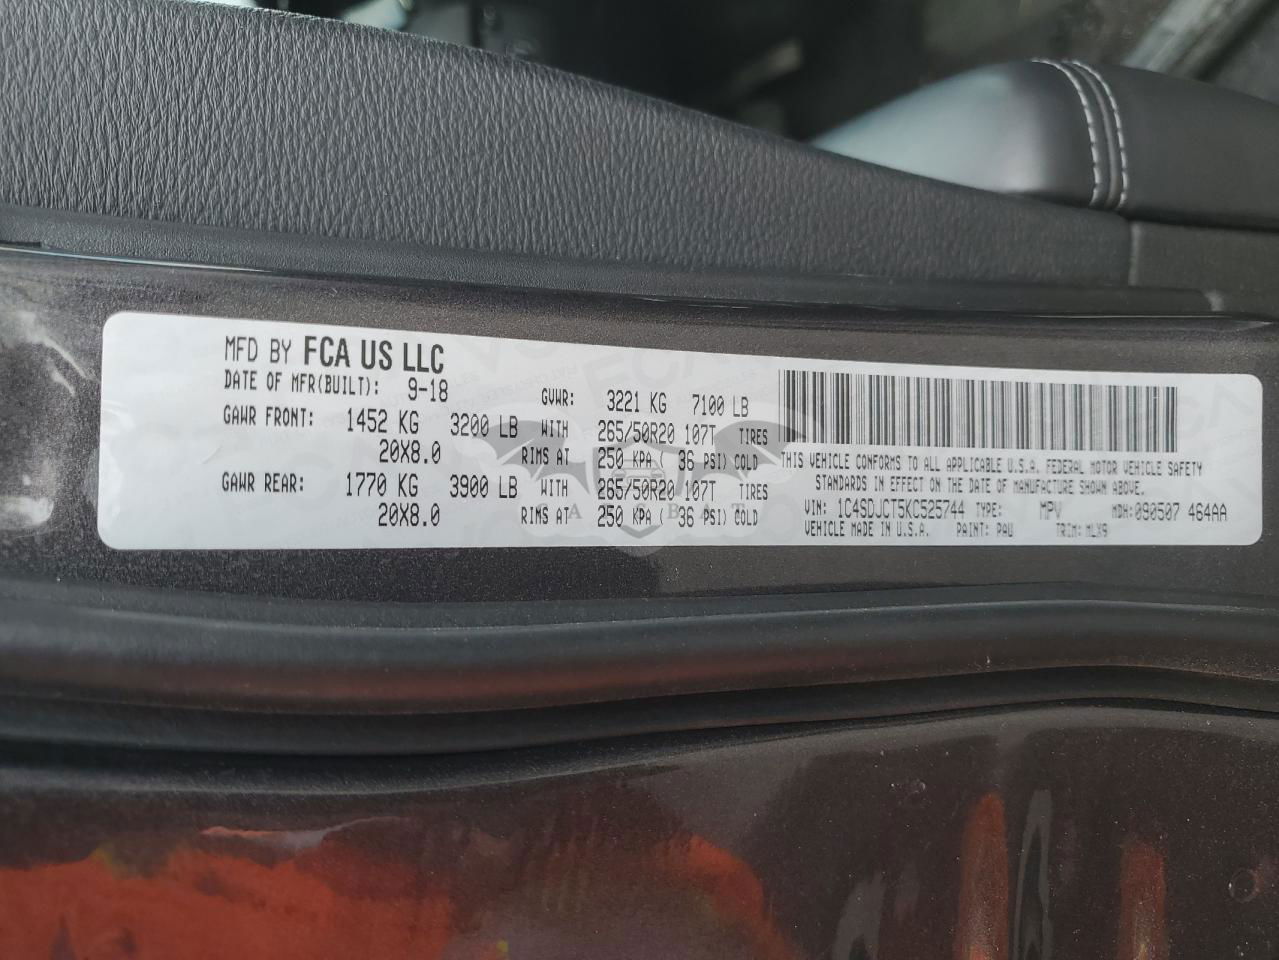 MFD BY FCA US LLC
DATE OF MFR(BUILT): 9-18 GVWR: 3221 KG 7100 LB
GAWR FRONT: 1452 KG 3200 LB WITH 265/50R20 107T TIRES
20X8.0 RIMS AT 250 KPA ( 36 PSI) COLD
GAWR REAR: 1770 KG 3900 LB WITH 265/50R20 107T TIRES
20X8.0 RIMS AT 250 KPA ( 36 PSI) COLD
THIS VEHICLE CONFORMS TO ALL APPLICABLE U.S.A. FEDERAL MOTOR VEHICLE SAFETY
STANDARDS IN EFFECT ON THE DATE OF MANUFACTURE SHOWN ABOVE.
VIN: 1C4SDJCT5KC525744 TYPE: MPV MDH: 090507 464AA
VEHICLE MADE IN U.S.A. PAINT: PAU TRIM: MLX9